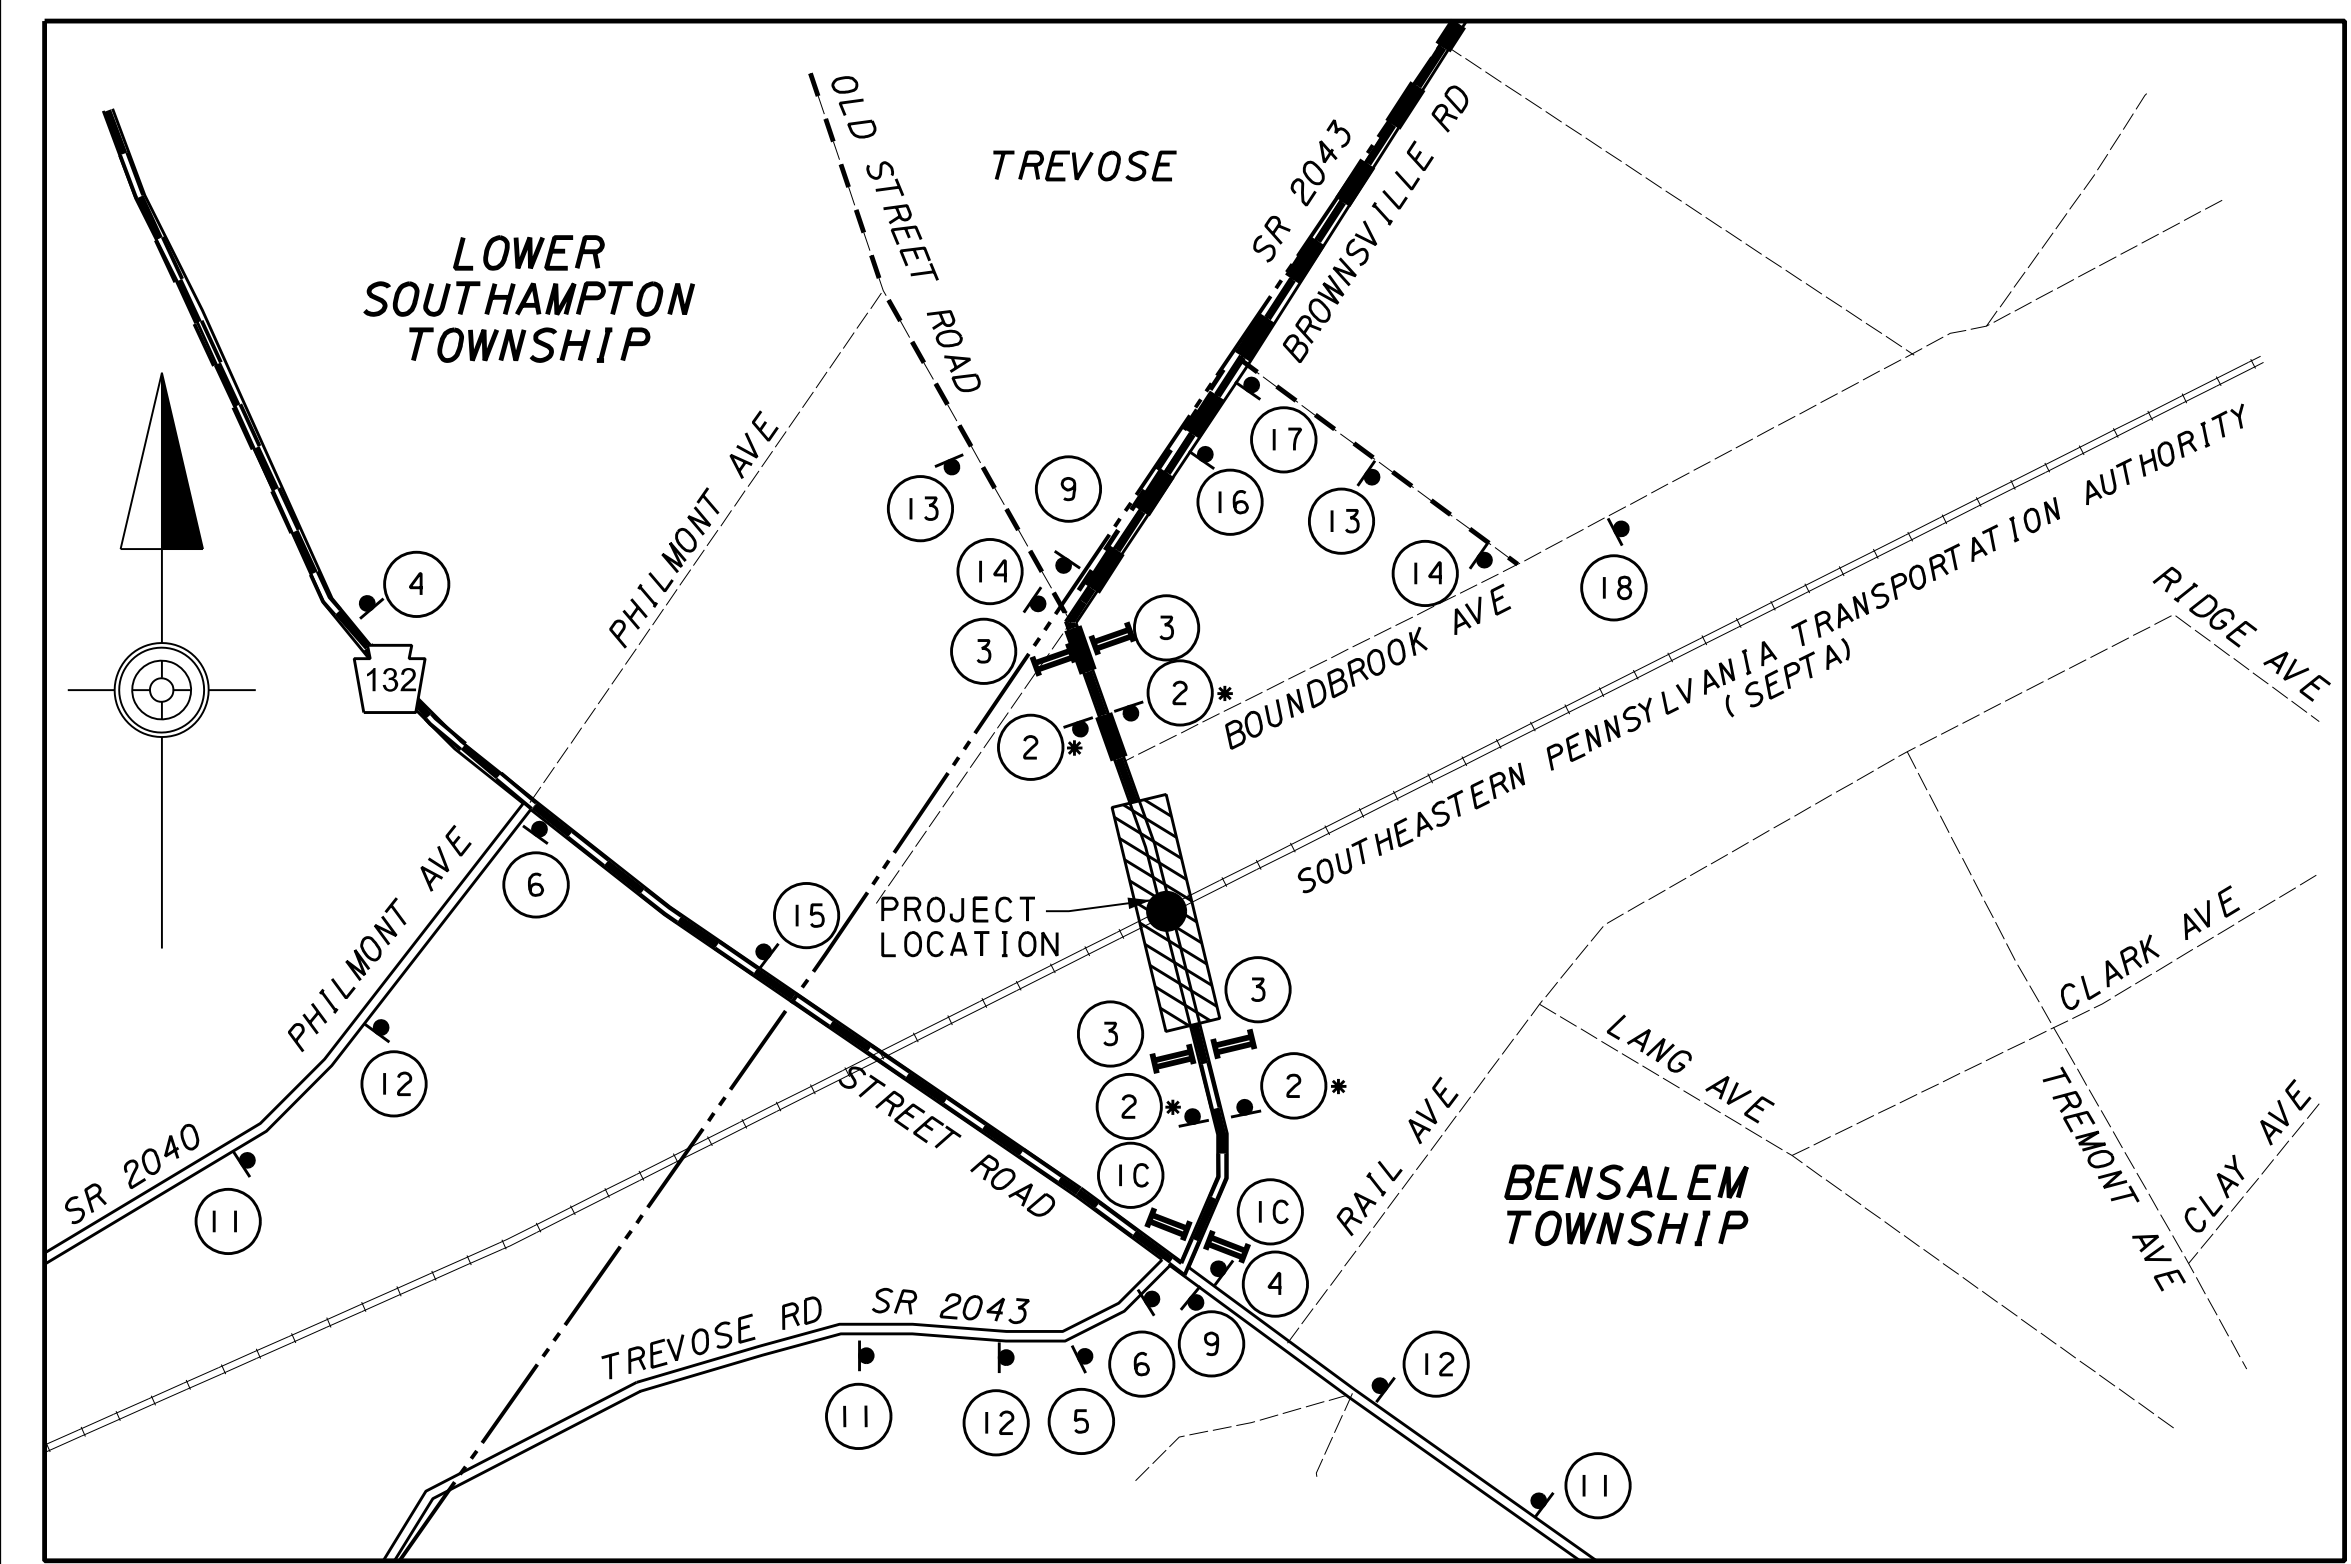 OLD STREET ROAD
TREVOSE
SR 2043
BROWNSVILLE RD
LOWER
SOUTHAMPTON
TOWNSHIP
PHILMONT AVE
17
9
16
13
13
14
14
18
4
3
3
2*
2*
132
BOUNDBROOK AVE
SOUTHEASTERN PENNSYLVANIA TRANSPORTATION AUTHORITY
(SEPTA)
RIDGE AVE
PHILMONT AVE
6
15
PROJECT
LOCATION
3
3
CLARK AVE
LANG AVE
12
STREET ROAD
2*
2*
RAIL AVE
TREMONT AVE
CLAY AVE
SR 2040
11
1C
1C
BENSALEM
TOWNSHIP
4
TREVOSE RD
SR 2043
11
12
5
6
9
12
11